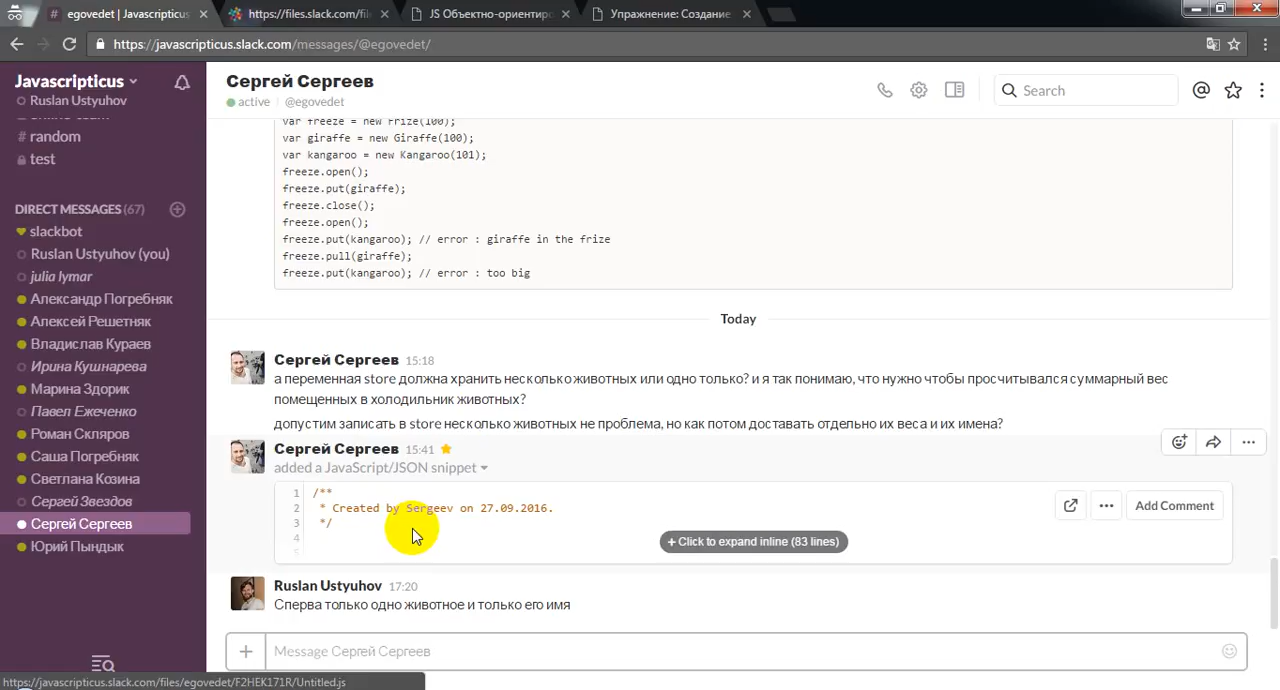 egovedet | Javascripticus
https://files.slack.com/fil
JS Объектно-ориентиро
Упражнение: Создание
https://javascripticus.slack.com/messages/@egovedet/
Javascripticus
Ruslan Ustyuhov
# random
test
DIRECT MESSAGES (67)
slackbot
Ruslan Ustyuhov (you)
julia lymar
Александр Погребняк
Алексей Решетняк
Владислав Кураев
Ирина Кушнарева
Марина Здорик
Павел Ежеченко
Роман Скляров
Саша Погребняк
Светлана Козина
Сергей Звездов
Сергей Сергеев
Юрий Пындык
Сергей Сергеев
active | @egovedet
Search
var freeze = new Frize(100);
var giraffe = new Giraffe(100);
var kangaroo = new Kangaroo(101);
freeze.open();
freeze.put(giraffe);
freeze.close();
freeze.open();
freeze.put(kangaroo); // error : giraffe in the frize
freeze.pull(giraffe);
freeze.put(kangaroo); // error : too big
Today
Сергей Сергеев 15:18
а переменная store должна хранить несколько животных или одно только? и я так понимаю, что нужно чтобы просчитывался суммарный вес
помещенных в холодильник животных?
допустим записать в store несколько животных не проблема, но как потом доставать отдельно их веса и их имена?
Сергей Сергеев 15:41
added a JavaScript/JSON snippet
1 /**
2 * Created by Sergeev on 27.09.2016.
3 */
4
5
Add Comment
+ Click to expand inline (83 lines)
Ruslan Ustyuhov 17:20
Сперва только одно животное и только его имя
Message Сергей Сергеев
https://javascripticus.slack.com/files/egovedet/F2HEK171R/Untitled.js